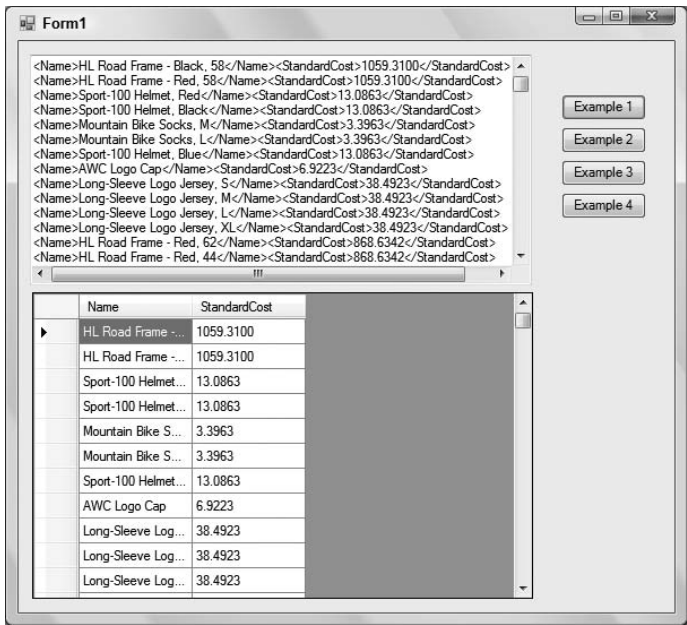 Form1
<Name>HL Road Frame - Black, 58</Name><StandardCost>1059.3100</StandardCost>
<Name>HL Road Frame - Red, 58</Name><StandardCost>1059.3100</StandardCost>
<Name>Sport-100 Helmet, Red</Name><StandardCost>13.0863</StandardCost>
<Name>Sport-100 Helmet, Black</Name><StandardCost>13.0863</StandardCost>
<Name>Mountain Bike Socks, M</Name><StandardCost>3.3963</StandardCost>
<Name>Mountain Bike Socks, L</Name><StandardCost>3.3963</StandardCost>
<Name>Sport-100 Helmet, Blue</Name><StandardCost>13.0863</StandardCost>
<Name>AWC Logo Cap</Name><StandardCost>6.9223</StandardCost>
<Name>Long-Sleeve Logo Jersey, S</Name><StandardCost>38.4923</StandardCost>
<Name>Long-Sleeve Logo Jersey, M</Name><StandardCost>38.4923</StandardCost>
<Name>Long-Sleeve Logo Jersey, L</Name><StandardCost>38.4923</StandardCost>
<Name>Long-Sleeve Logo Jersey, XL</Name><StandardCost>38.4923</StandardCost>
<Name>HL Road Frame - Red, 62</Name><StandardCost>868.6342</StandardCost>
<Name>HL Road Frame - Red, 44</Name><StandardCost>868.6342</StandardCost>
Example 1
Example 2
Example 3
Example 4
Name StandardCost
HL Road Frame -... 1059.3100
HL Road Frame -... 1059.3100
Sport-100 Helmet... 13.0863
Sport-100 Helmet... 13.0863
Mountain Bike S... 3.3963
Mountain Bike S... 3.3963
Sport-100 Helmet... 13.0863
AWC Logo Cap 6.9223
Long-Sleeve Log... 38.4923
Long-Sleeve Log... 38.4923
Long-Sleeve Log... 38.4923